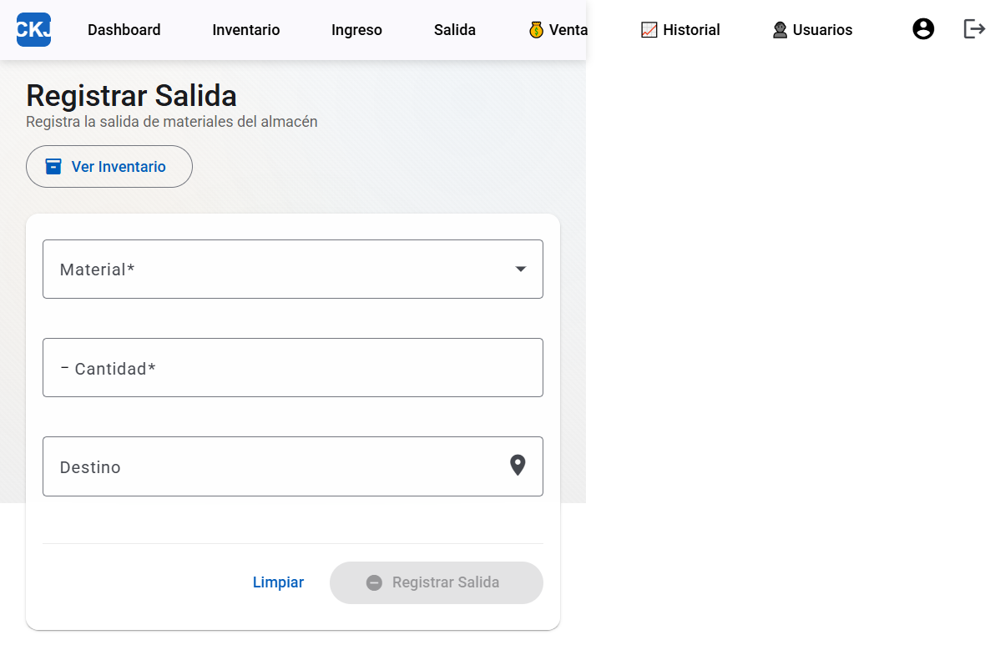 CKJ Dashboard Inventario Ingreso Salida 💰 Venta 📈 Historial Usuarios
Registrar Salida
Registra la salida de materiales del almacén
Ver Inventario
Material*
− Cantidad*
Destino
Limpiar Registrar Salida